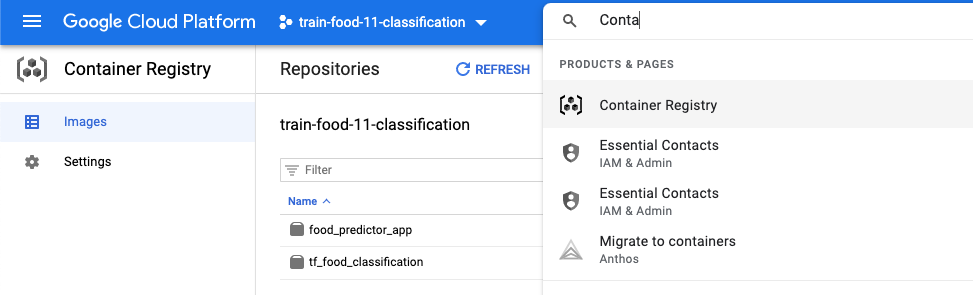 Google Cloud Platform
train-food-11-classification
Conta
Container Registry
Images
Settings
Repositories
REFRESH
train-food-11-classification
Filter
Name
food_predictor_app
tf_food_classification
PRODUCTS & PAGES
Container Registry
Essential Contacts
IAM & Admin
Essential Contacts
IAM & Admin
Migrate to containers
Anthos